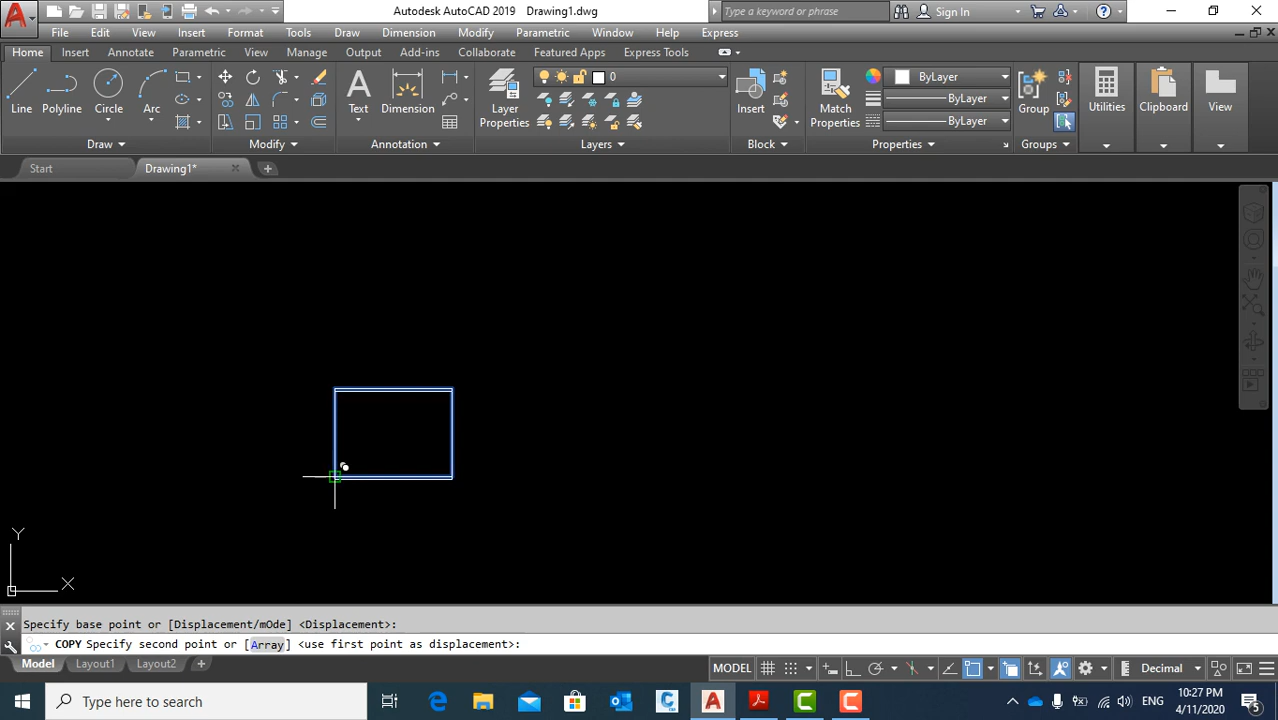 Autodesk AutoCAD 2019 Drawing1.dwg
Type a keyword or phrase
Sign In
File Edit View Insert Format Tools Draw Dimension Modify Parametric Window Help Express
Home Insert Annotate Parametric View Manage Output Add-ins Collaborate Featured Apps Express Tools
0
ByLayer
ByLayer
ByLayer
Line Polyline Circle Arc
Text Dimension
Layer
Properties
Insert
Match
Properties
Group
Utilities
Clipboard
View
Draw
Modify
Annotation
Layers
Block
Properties
Groups
Start
Drawing1*
Y
X
Specify base point or [Displacement/mOde] <Displacement>:
COPY Specify second point or [Array] <use first point as displacement>:
Model Layout1 Layout2
MODEL
Decimal
Type here to search
ENG
10:27 PM
4/11/2020
5